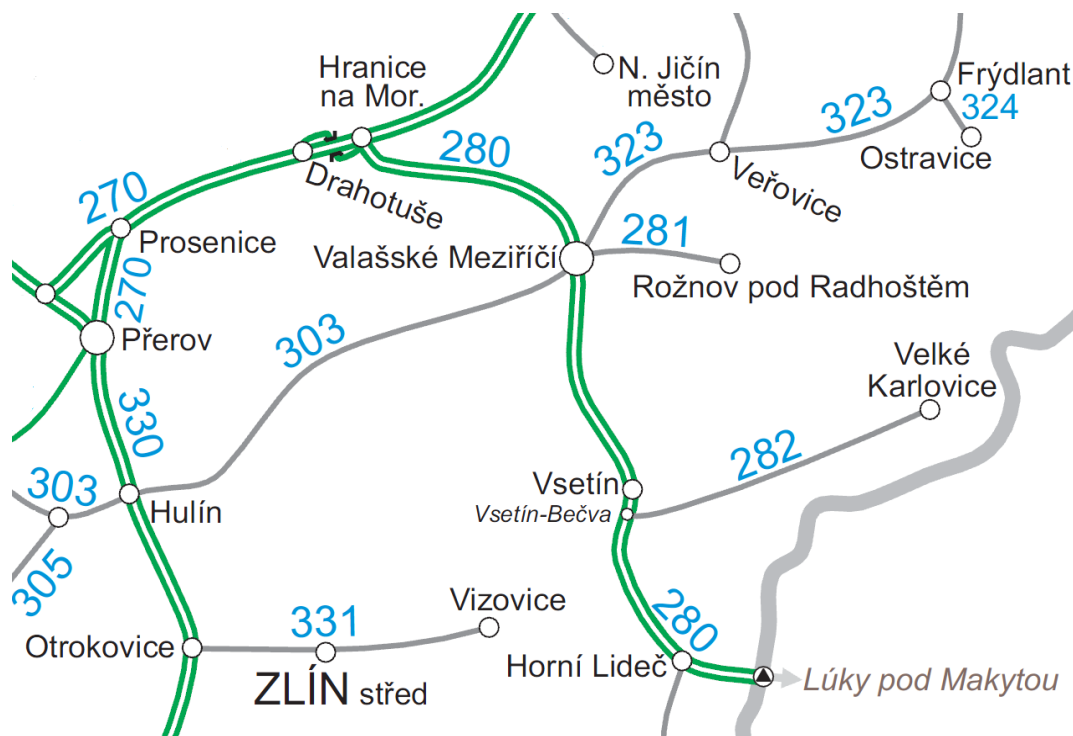 Hranice
na Mor.
N. Jičín
město
Frýdlant
324
Ostravice
323
323
Veřovice
280
270
Drahotuše
Prosenice
Valašské Meziříčí
281
Rožnov pod Radhoštěm
270
Přerov
303
Velké
Karlovice
330
282
303
Hulín
Vsetín
Vsetín-Bečva
305
Vizovice
331
280
Otrokovice
ZLÍN střed
Horní Lideč
Lúky pod Makytou